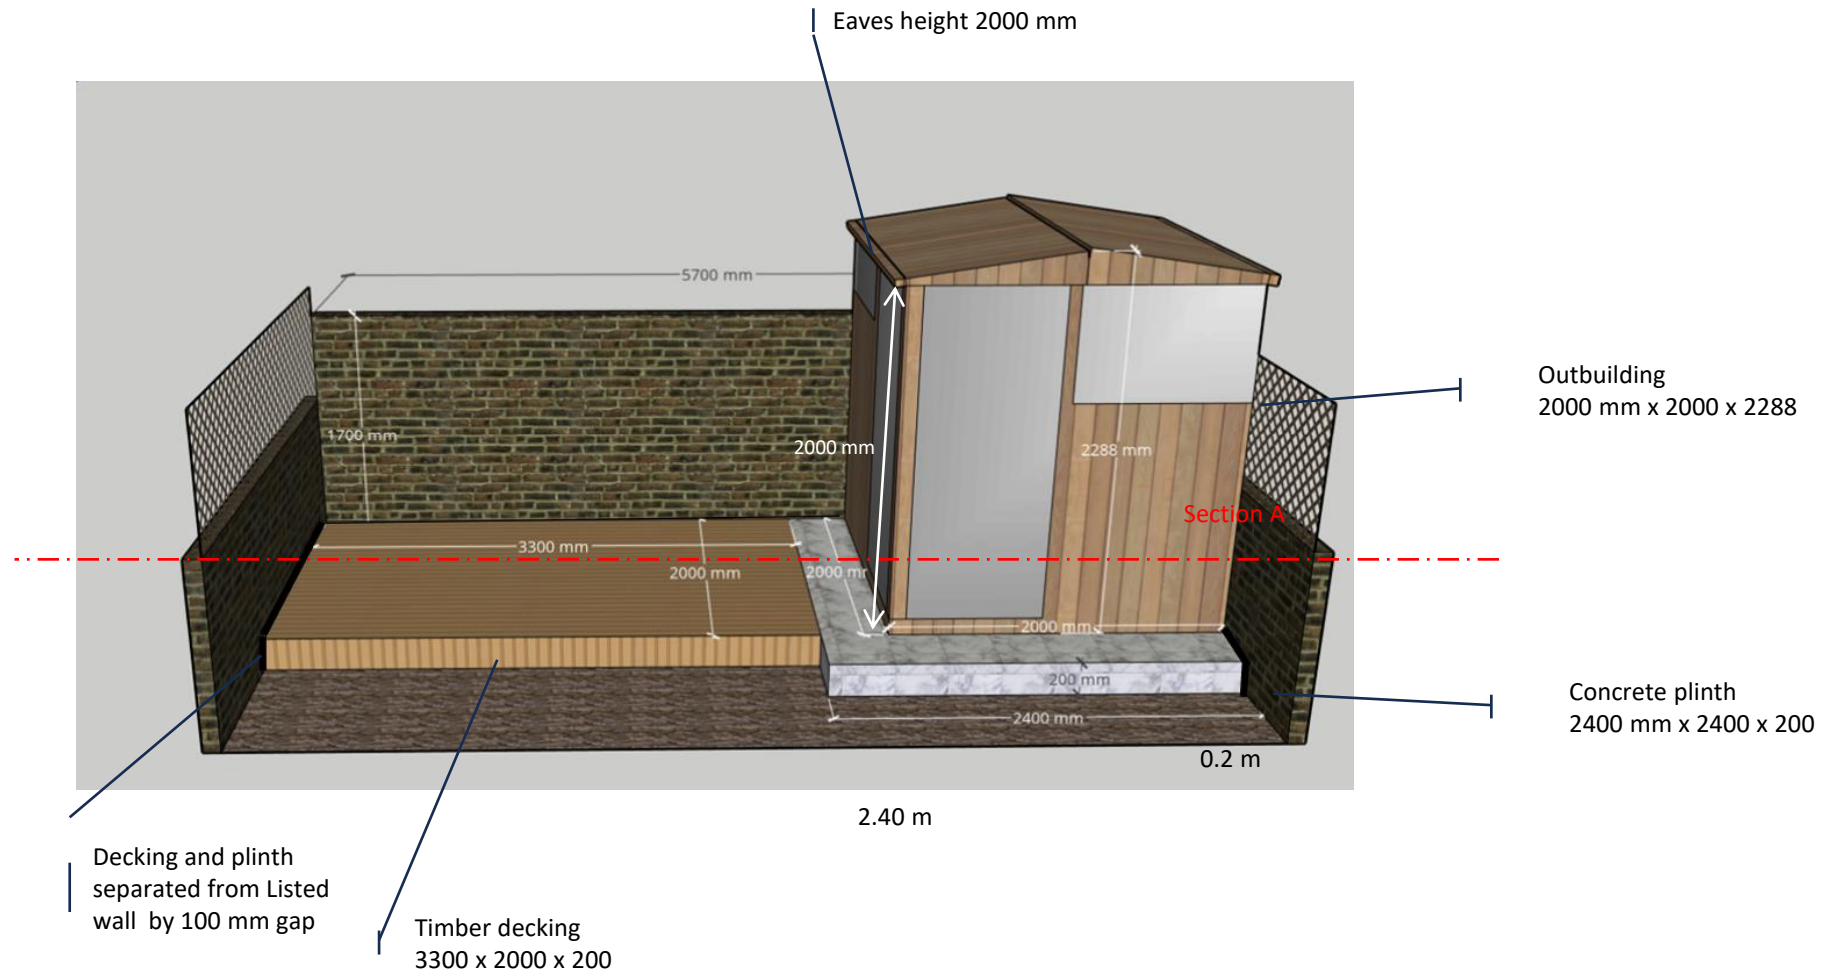 Eaves height 2000 mm
5700 mm
Outbuilding
2000 mm x 2000 x 2288
1700 mm
2000 mm
2288 mm
Section A
3300 mm
2000 mm
2000 mr
2000 mm
200 mm
Concrete plinth
2400 mm x 2400 x 200
2400 mm
0.2 m
2.40 m
Decking and plinth
separated from Listed
wall by 100 mm gap
Timber decking
3300 x 2000 x 200